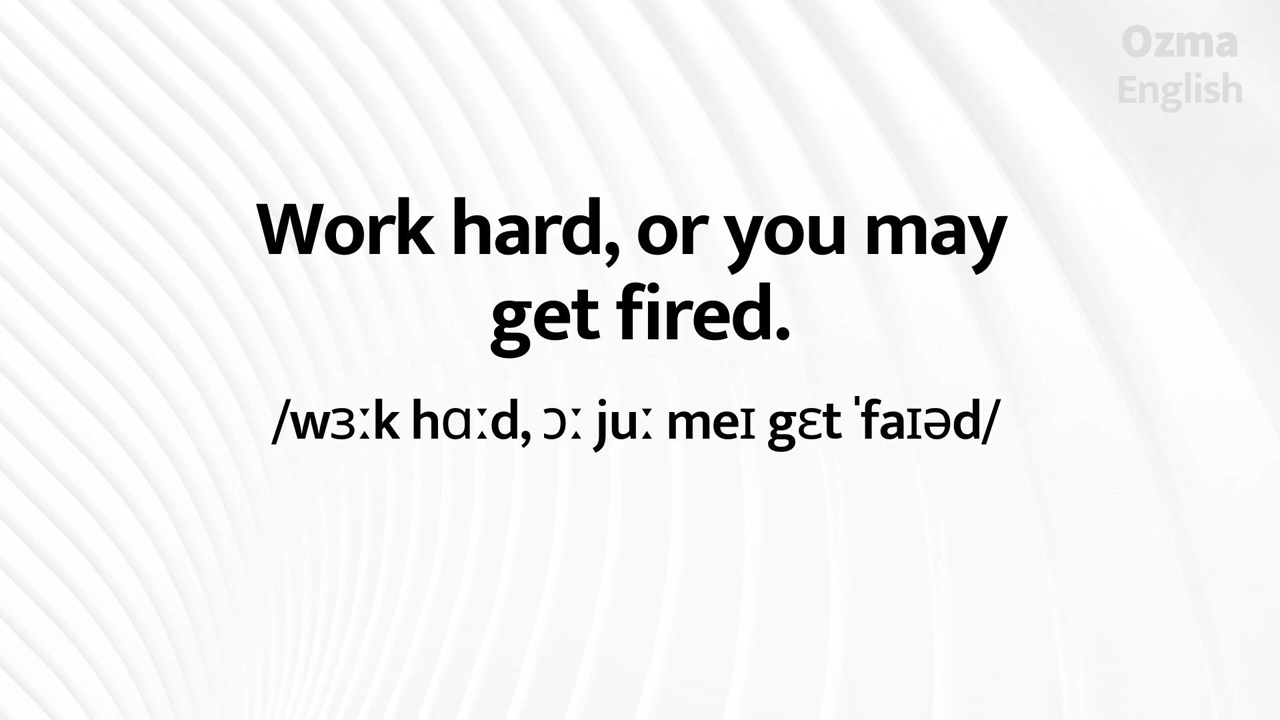 Ozma
English
Work hard, or you may
get fired.
/wɜːk hɑːd, ɔː juː meɪ gɛt ˈfaɪəd/